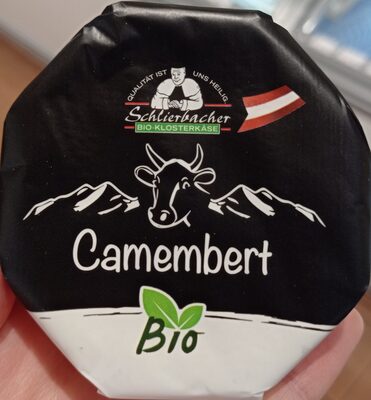 QUALITÄT IST UNS HEILIG.
Schlierbacher
BIO-KLOSTERKÄSE
Camembert
Bio